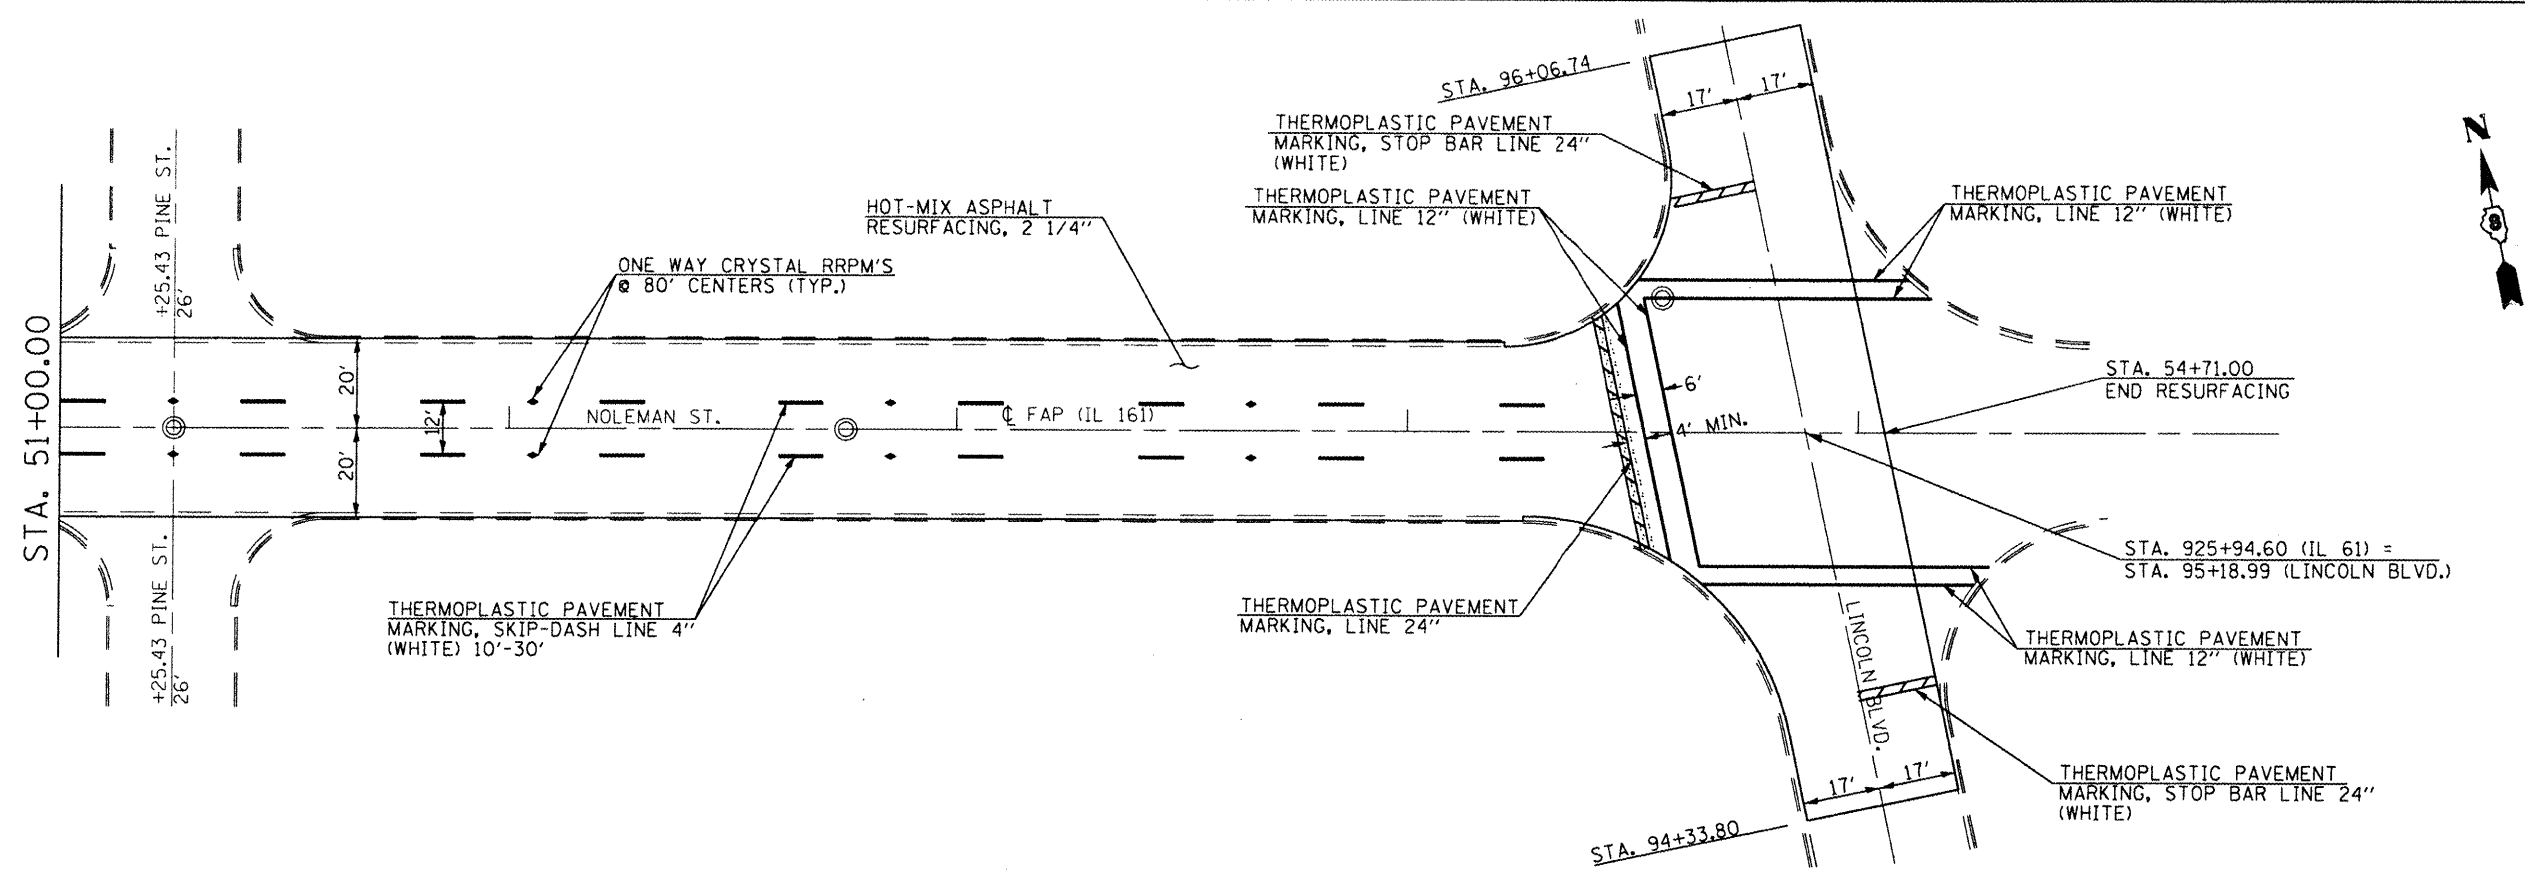 STA. 96+06.74
17'
17'
N
8
THERMOPLASTIC PAVEMENT
MARKING, STOP BAR LINE 24"
(WHITE)
THERMOPLASTIC PAVEMENT
MARKING, LINE 12" (WHITE)
THERMOPLASTIC PAVEMENT
MARKING, LINE 12" (WHITE)
HOT-MIX ASPHALT
RESURFACING, 2 1/4"
ONE WAY CRYSTAL RRPM'S
@ 80' CENTERS (TYP.)
+25.43 PINE ST.
26'
STA. 51+00.00
20'
12'
20'
NOLEMAN ST.
℄ FAP (IL 161)
6'
4' MIN.
STA. 54+71.00
END RESURFACING
STA. 925+94.60 (IL 61) =
STA. 95+18.99 (LINCOLN BLVD.)
+25.43 PINE ST.
26'
THERMOPLASTIC PAVEMENT
MARKING, SKIP-DASH LINE 4"
(WHITE) 10'-30'
THERMOPLASTIC PAVEMENT
MARKING, LINE 24"
LINCOLN BLVD.
THERMOPLASTIC PAVEMENT
MARKING, LINE 12" (WHITE)
THERMOPLASTIC PAVEMENT
MARKING, STOP BAR LINE 24"
(WHITE)
17'
17'
STA. 94+33.80